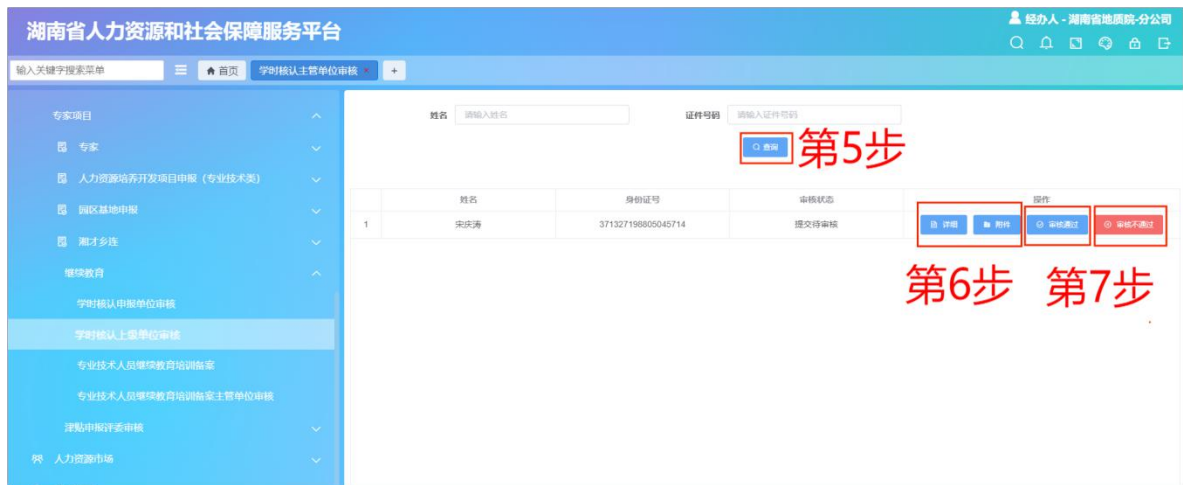 湖南省人力资源和社会保障服务平台
经办人 - 湖南省地质院-分公司
输入关键字搜索菜单
首页
学时核认主管单位审核 ×
+
专家项目
专家
人力资源培养开发项目申报（专业技术类）
园区基地申报
湘才乡连
继续教育
学时核认申报单位审核
学时核认上级单位审核
专业技术人员继续教育培训备案
专业技术人员继续教育培训备案主管单位审核
津贴申报评委审核
人力资源市场
姓名 请输入姓名 证件号码 请输入证件号码
查询 第5步
姓名 身份证号 审核状态 操作
1 宋庆涛 371327198805045714 提交待审核 详细 附件 审核通过 审核不通过
第6步 第7步